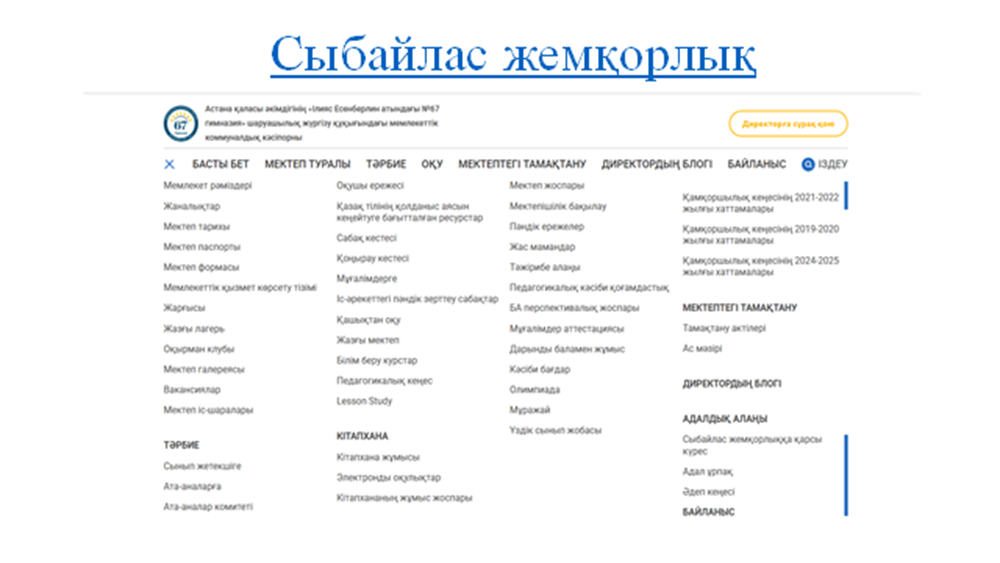 Сыбайлас жемқорлық
Астана қаласы әкімдігінің «Ілияс Есенберлин атындағы №67
гимназия» шаруашылық жүргізу құқығындағы мемлекеттік
коммуналдық кәсіпорны
67
Директорға сұрақ қою
БАСТЫ БЕТ МЕКТЕП ТУРАЛЫ ТӘРБИЕ ОҚУ МЕКТЕПТЕГІ ТАМАҚТАНУ ДИРЕКТОРДЫҢ БЛОГІ БАЙЛАНЫС ІЗДЕУ
Мемлекет рәміздері
Жаналықтар
Мектеп тарихы
Мектеп паспорты
Мектеп формасы
Мемлекеттік қызмет көрсету тізімі
Жарғысы
Жазғы лагерь
Оқырман клубы
Мектеп галереясы
Вакансиялар
Мектеп іс-шаралары
ТӘРБИЕ
Сынып жетекшіге
Ата-аналарға
Ата-аналар комитеті
Оқушы ережесі
Қазақ тілінің қолданыс аясын
кеңейтуге бағытталған ресурстар
Сабақ кестесі
Қоңырау кестесі
Мұғалімдерге
Іс-әрекеттегі пәндік зерттеу сабақтар
Қашықтан оқу
Жазғы мектеп
Білім беру курстар
Педагогикалық кеңес
Lesson Study
КІТАПХАНА
Кітапхана жұмысы
Электронды оқулықтар
Кітапхананың жұмыс жоспары
Мектеп жоспары
Мектепішілік бақылау
Пәндік ережелер
Жас мамандар
Тәжірибе алаңы
Педагогикалық кәсіби қоғамдастық
БА перспективалық жоспары
Мұғалімдер аттестациясы
Дарынды баламен жұмыс
Кәсіби бағдар
Олимпиада
Мұражай
Үздік сынып жобасы
Қамқоршылық кеңесінің 2021-2022
жылғы хаттамалары
Қамқоршылық кеңесінің 2019-2020
жылғы хаттамалары
Қамқоршылық кеңесінің 2024-2025
жылғы хаттамалары
МЕКТЕПТЕГІ ТАМАҚТАНУ
Тамақтану актілері
Ас мәзірі
ДИРЕКТОРДЫҢ БЛОГІ
АДАЛДЫҚ АЛАҢЫ
Сыбайлас жемқорлыққа қарсы
күрес
Адал ұрпақ
Әдеп кеңесі
БАЙЛАНЫС